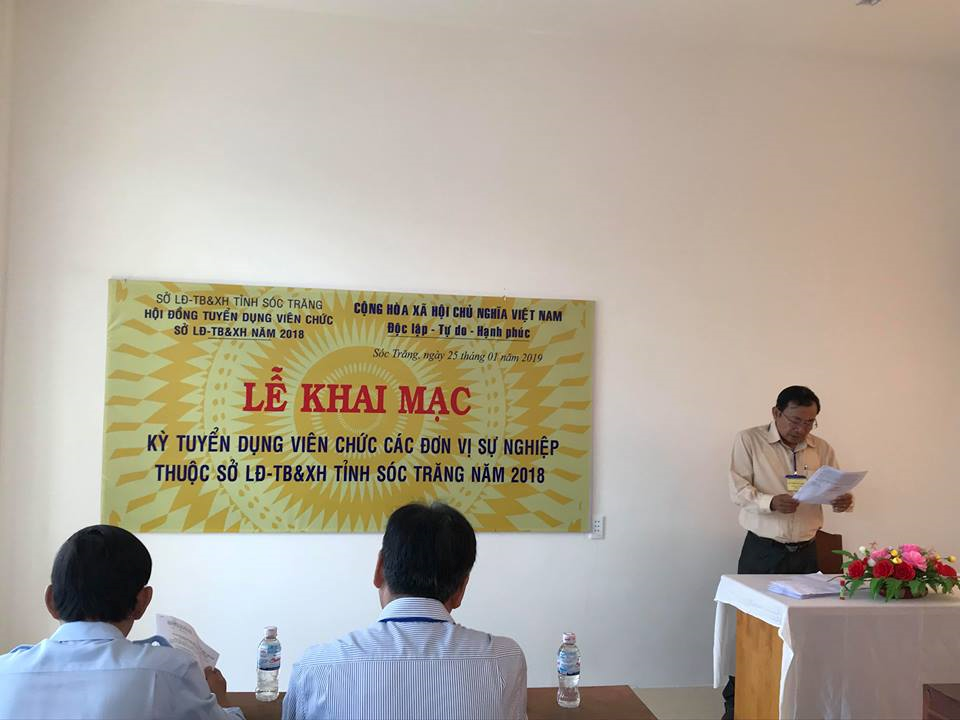 SỞ LĐ-TB&XH TỈNH SÓC TRĂNG
HỘI ĐỒNG TUYỂN DỤNG VIÊN CHỨC
SỞ LĐ-TB&XH NĂM 2018
CỘNG HÒA XÃ HỘI CHỦ NGHĨA VIỆT NAM
Độc lập - Tự do - Hạnh phúc
Sóc Trăng, ngày 25 tháng 01 năm 2019
LỄ KHAI MẠC
KỲ TUYỂN DỤNG VIÊN CHỨC CÁC ĐƠN VỊ SỰ NGHIỆP
THUỘC SỞ LĐ-TB&XH TỈNH SÓC TRĂNG NĂM 2018